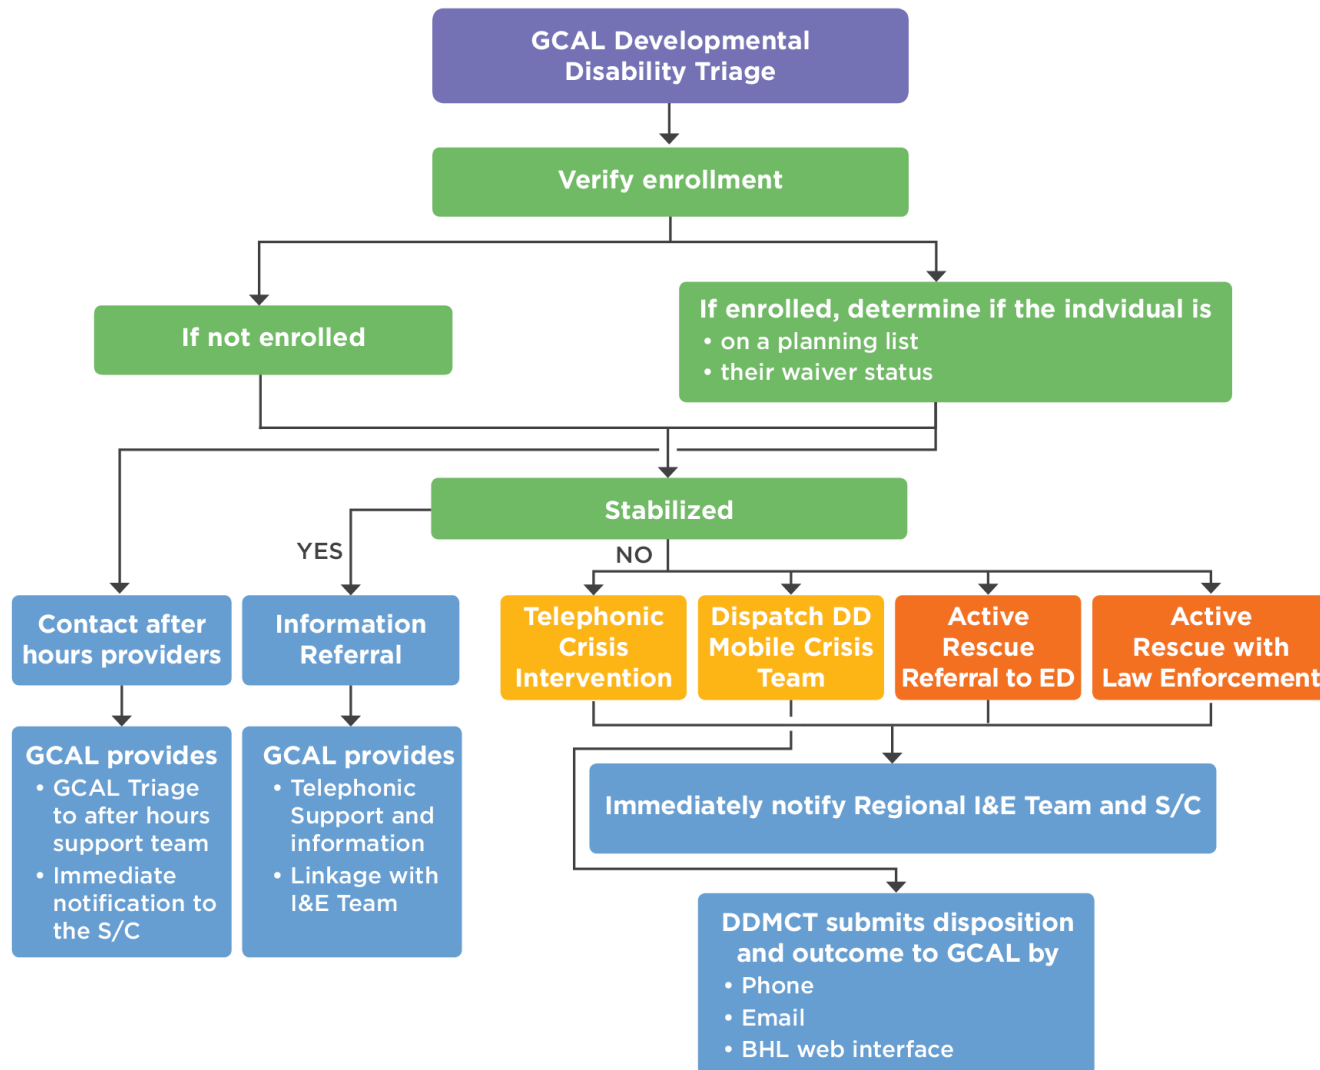 GCAL Developmental
Disability Triage
Verify enrollment
If not enrolled
If enrolled, determine if the indvidual is
• on a planning list
• their waiver status
Stabilized
YES
NO
Contact after
hours providers
Information
Referral
Telephonic
Crisis
Intervention
Dispatch DD
Mobile Crisis
Team
Active
Rescue
Referral to ED
Active
Rescue with
Law Enforcement
GCAL provides
• GCAL Triage
to after hours
support team
• Immediate
notification to
the S/C
GCAL provides
• Telephonic
Support and
information
• Linkage with
I&E Team
Immediately notify Regional I&E Team and S/C
DDMCT submits disposition
and outcome to GCAL by
• Phone
• Email
• BHL web interface